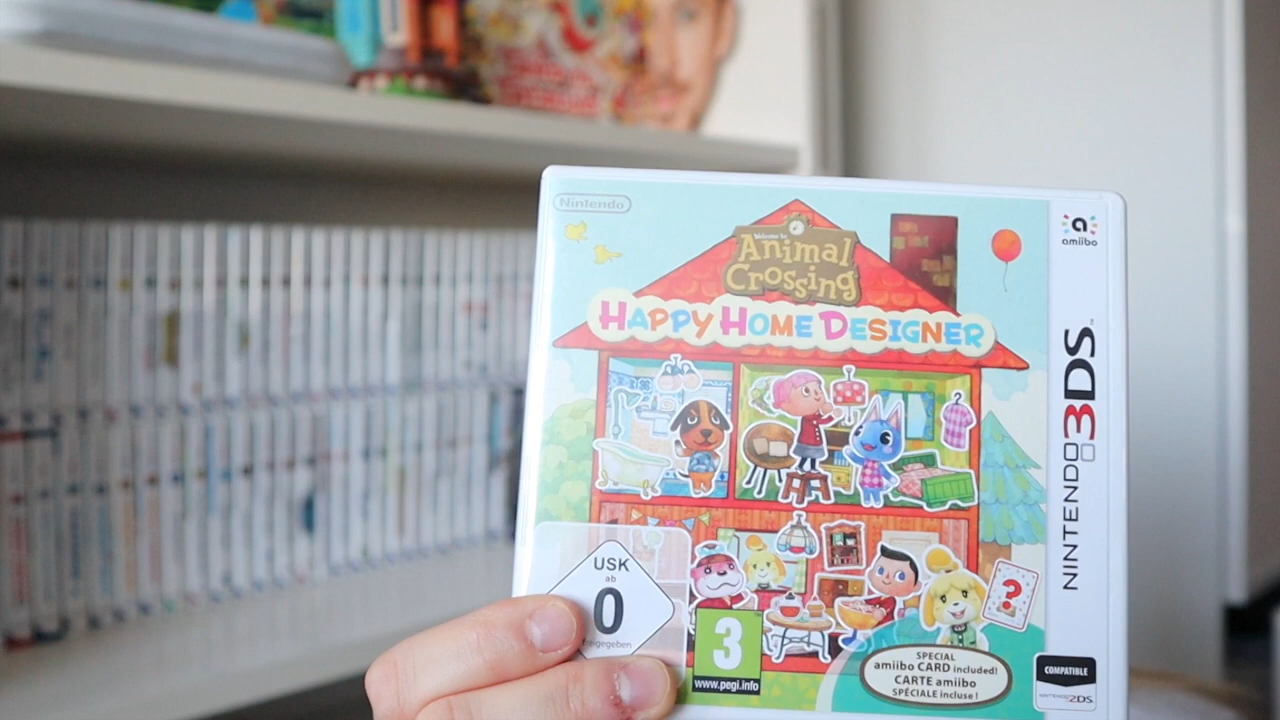 Nintendo
Welcome to
Animal
Crossing
HAPPY HOME DESIGNER
amiibo
NINTENDO 3DS
USK
ab
0
freigegeben
3
www.pegi.info
?
SPECIAL
amiibo CARD included!
CARTE amiibo
SPÉCIALE incluse !
COMPATIBLE
NINTENDO 2DS